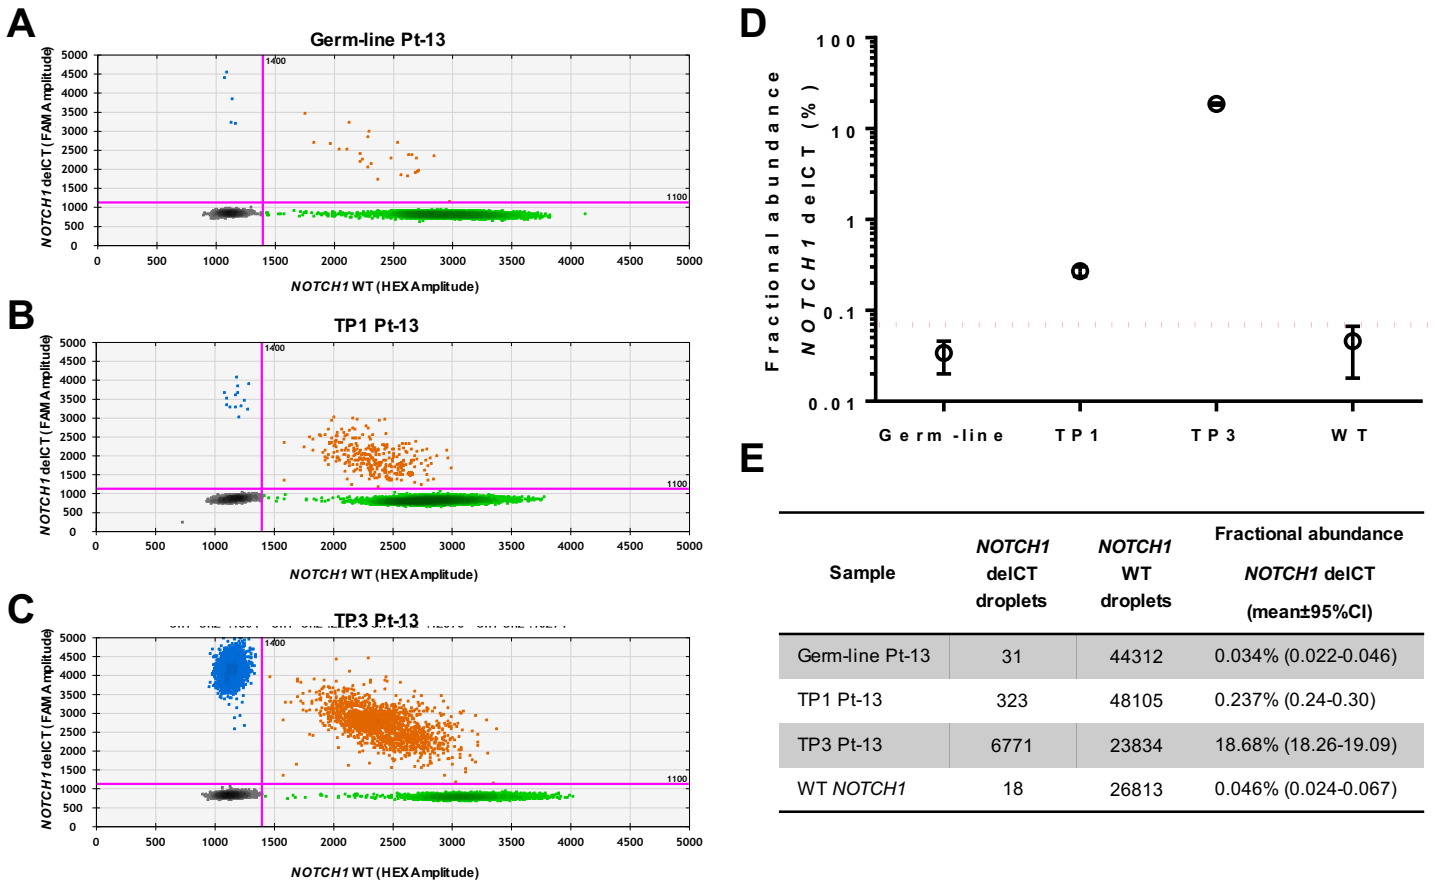 A
Germ-line Pt-13
NOTCH1 delCT (FAM Amplitude)
5000
4500
4000
3500
3000
2500
2000
1500
1000
500
0
1400
1100
0 500 1000 1500 2000 2500 3000 3500 4000 4500 5000
NOTCH1 WT (HEX Amplitude)
B
TP1 Pt-13
NOTCH1 delCT (FAM Amplitude)
5000
4500
4000
3500
3000
2500
2000
1500
1000
500
0
1400
1100
0 500 1000 1500 2000 2500 3000 3500 4000 4500 5000
NOTCH1 WT (HEX Amplitude)
C
TP3 Pt-13
NOTCH1 delCT (FAM Amplitude)
5000
4500
4000
3500
3000
2500
2000
1500
1000
500
0
1400
1100
0 500 1000 1500 2000 2500 3000 3500 4000 4500 5000
NOTCH1 WT (HEX Amplitude)
D
Fractional abundance
NOTCH1 delCT (%)
100
10
1
0.1
0.01
Germ-line TP1 TP3 WT
E
Sample
NOTCH1
delCT
droplets
NOTCH1
WT
droplets
Fractional abundance
NOTCH1 delCT
(mean±95%CI)
Germ-line Pt-13 31 44312 0.034% (0.022-0.046)
TP1 Pt-13 323 48105 0.237% (0.24-0.30)
TP3 Pt-13 6771 23834 18.68% (18.26-19.09)
WT NOTCH1 18 26813 0.046% (0.024-0.067)